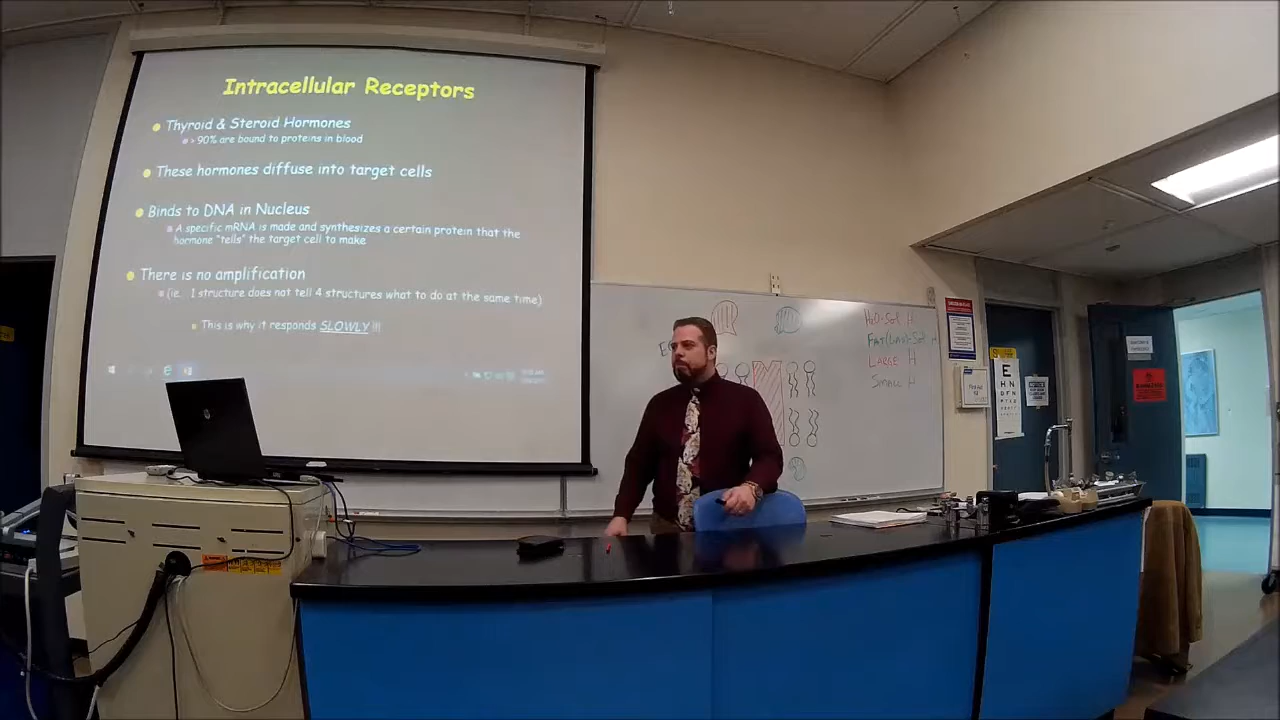 Intracellular Receptors
Thyroid & Steroid Hormones
> 90% are bound to proteins in blood
These hormones diffuse into target cells
Binds to DNA in Nucleus
A specific mRNA is made and synthesizes a certain protein that the
hormone "tells" the target cell to make
There is no amplification
(ie. 1 structure does not tell 4 structures what to do at the same time)
This is why it responds SLOWLY !!!
H2O-Sol H
FAT(Lipid)-Sol H
LARGE H
SMALL H
E
H N
D F N